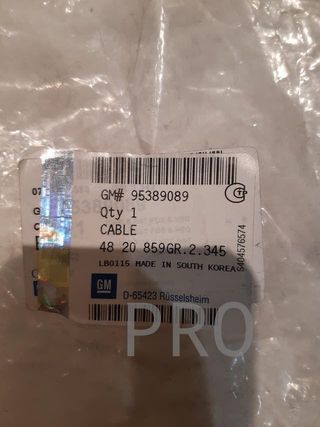 GM# 95389089
Qty 1
CABLE
48 20 859GR.2.345
LB0115 MADE IN SOUTH KOREA
S404576574
GM
D-65423 Rüsselsheim
PRO